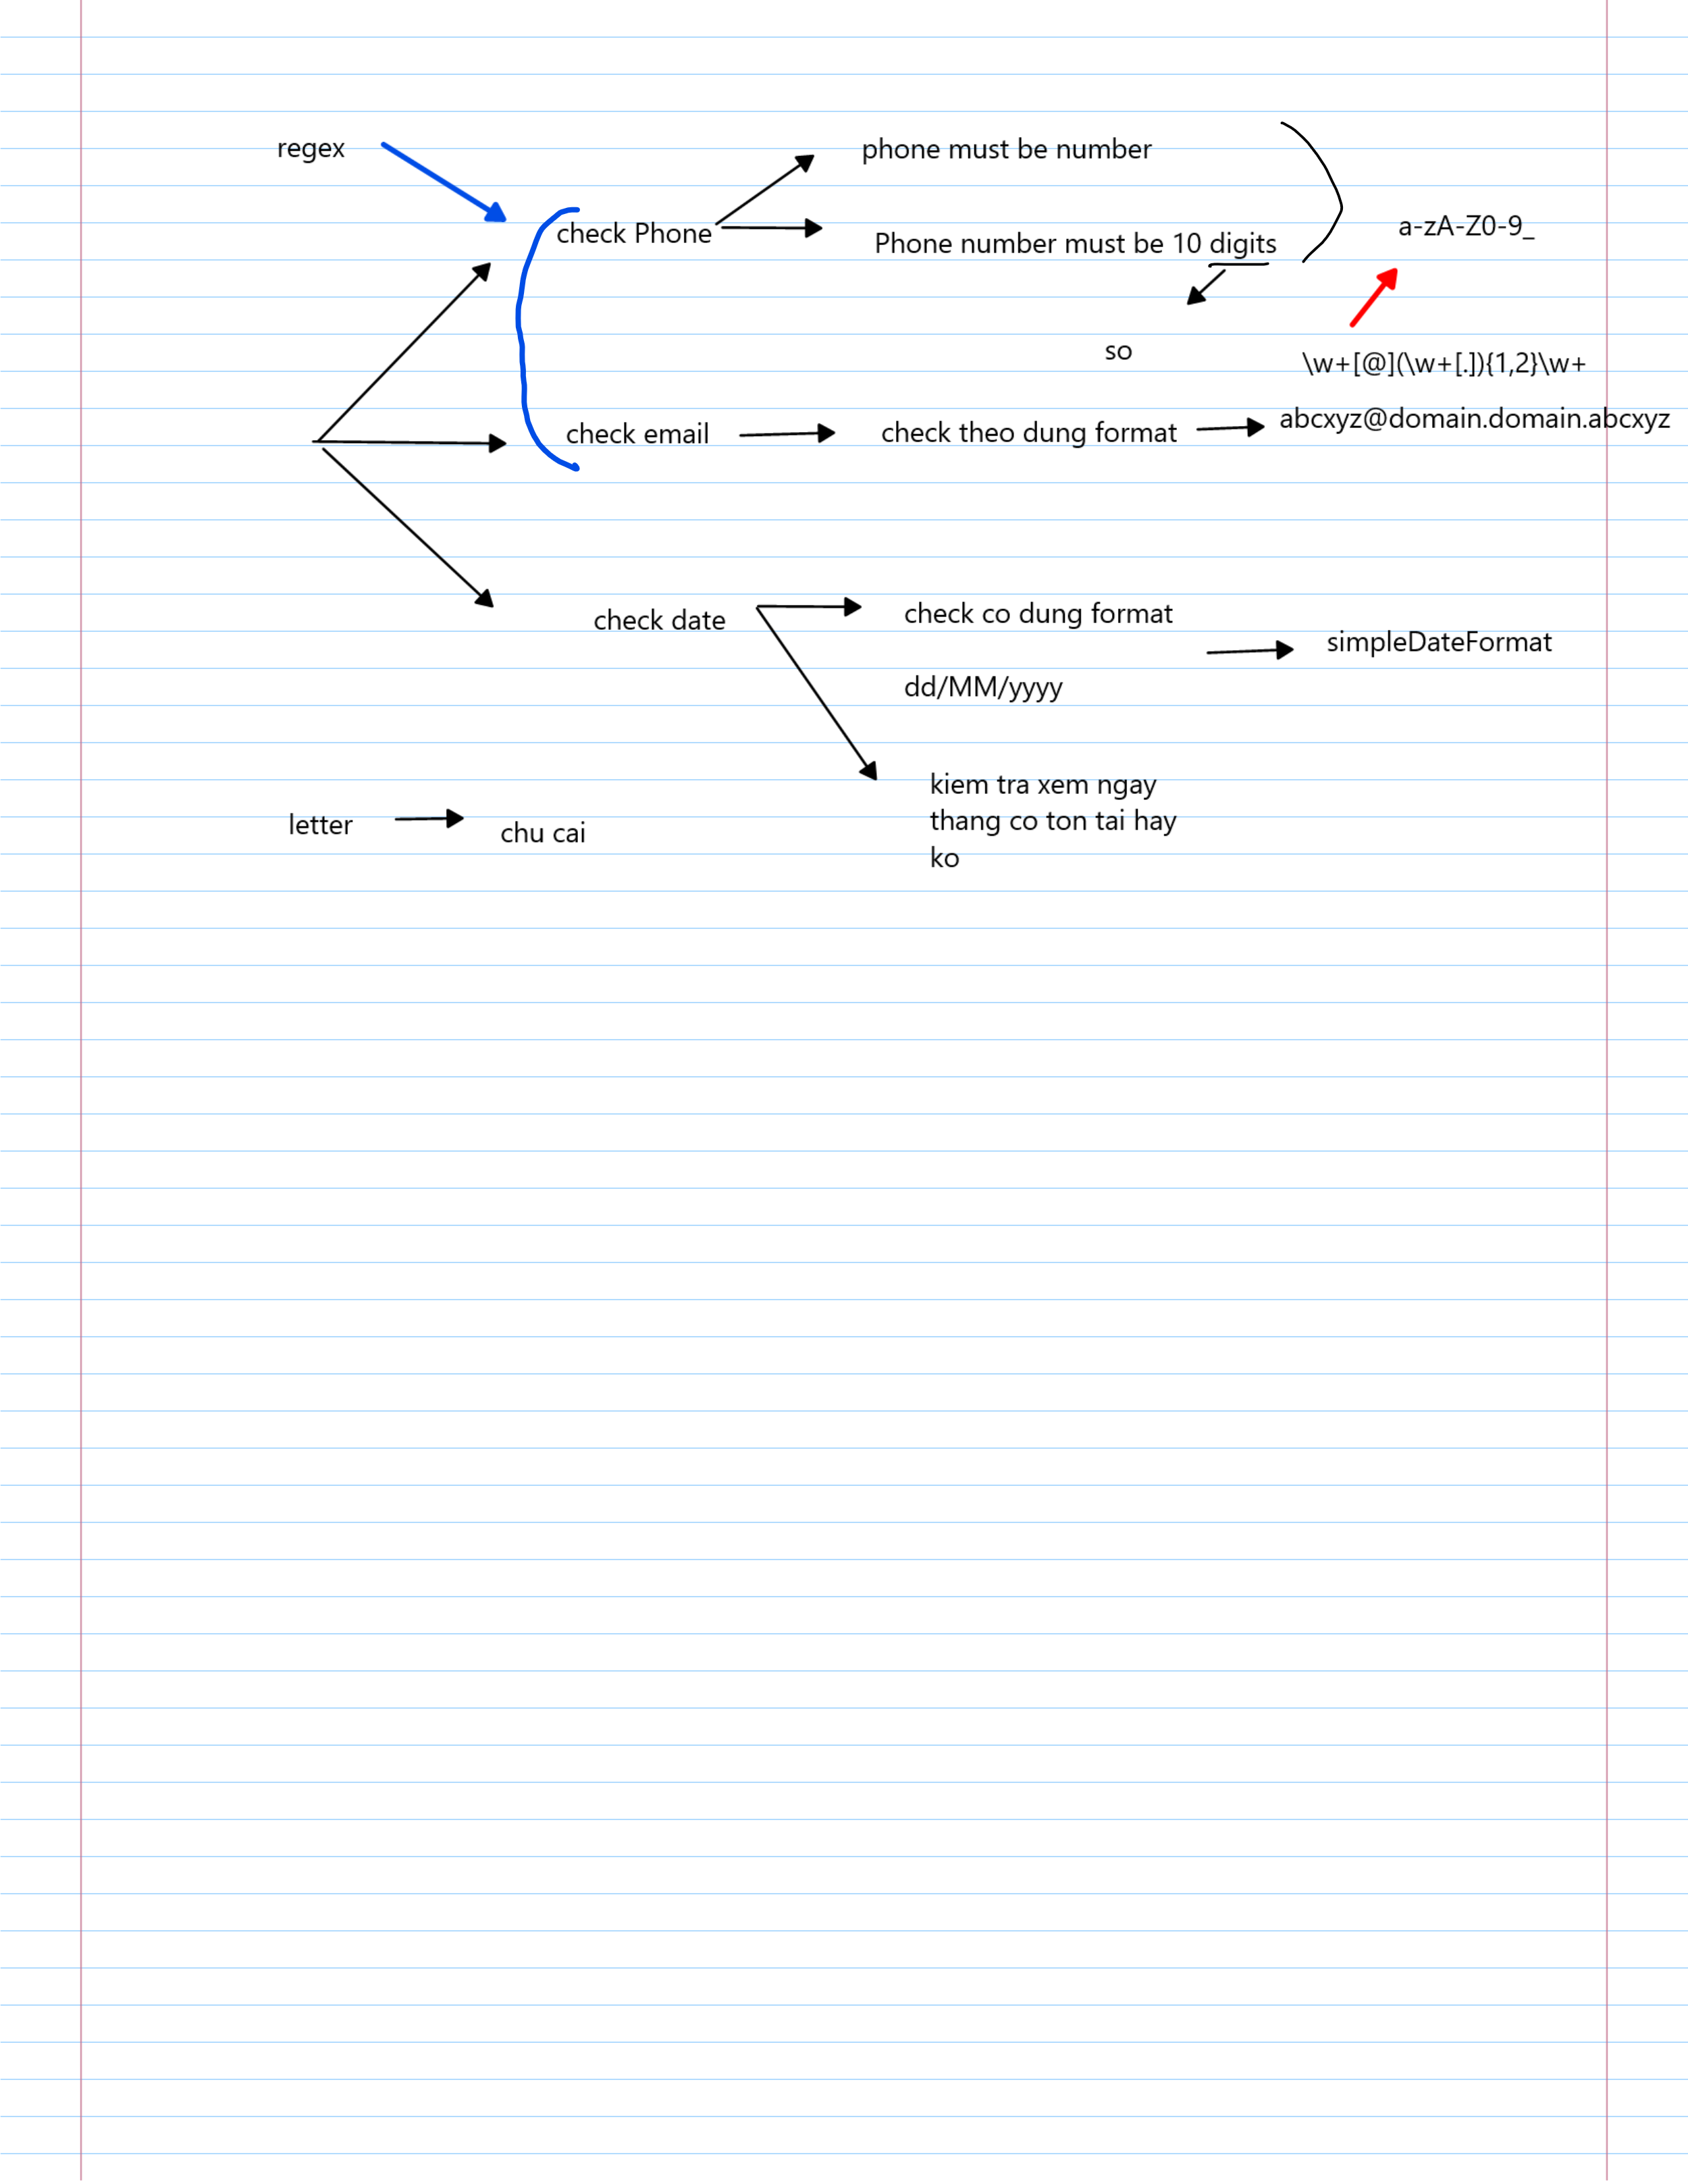 regex
phone must be number
check Phone
Phone number must be 10 digits
a-zA-Z0-9_
so
\w+[@](\w+[.]){1,2}\w+
check email
check theo dung format
abcxyz@domain.domain.abcxyz
check date
check co dung format
simpleDateFormat
dd/MM/yyyy
kiem tra xem ngay
thang co ton tai hay
ko
letter
chu cai